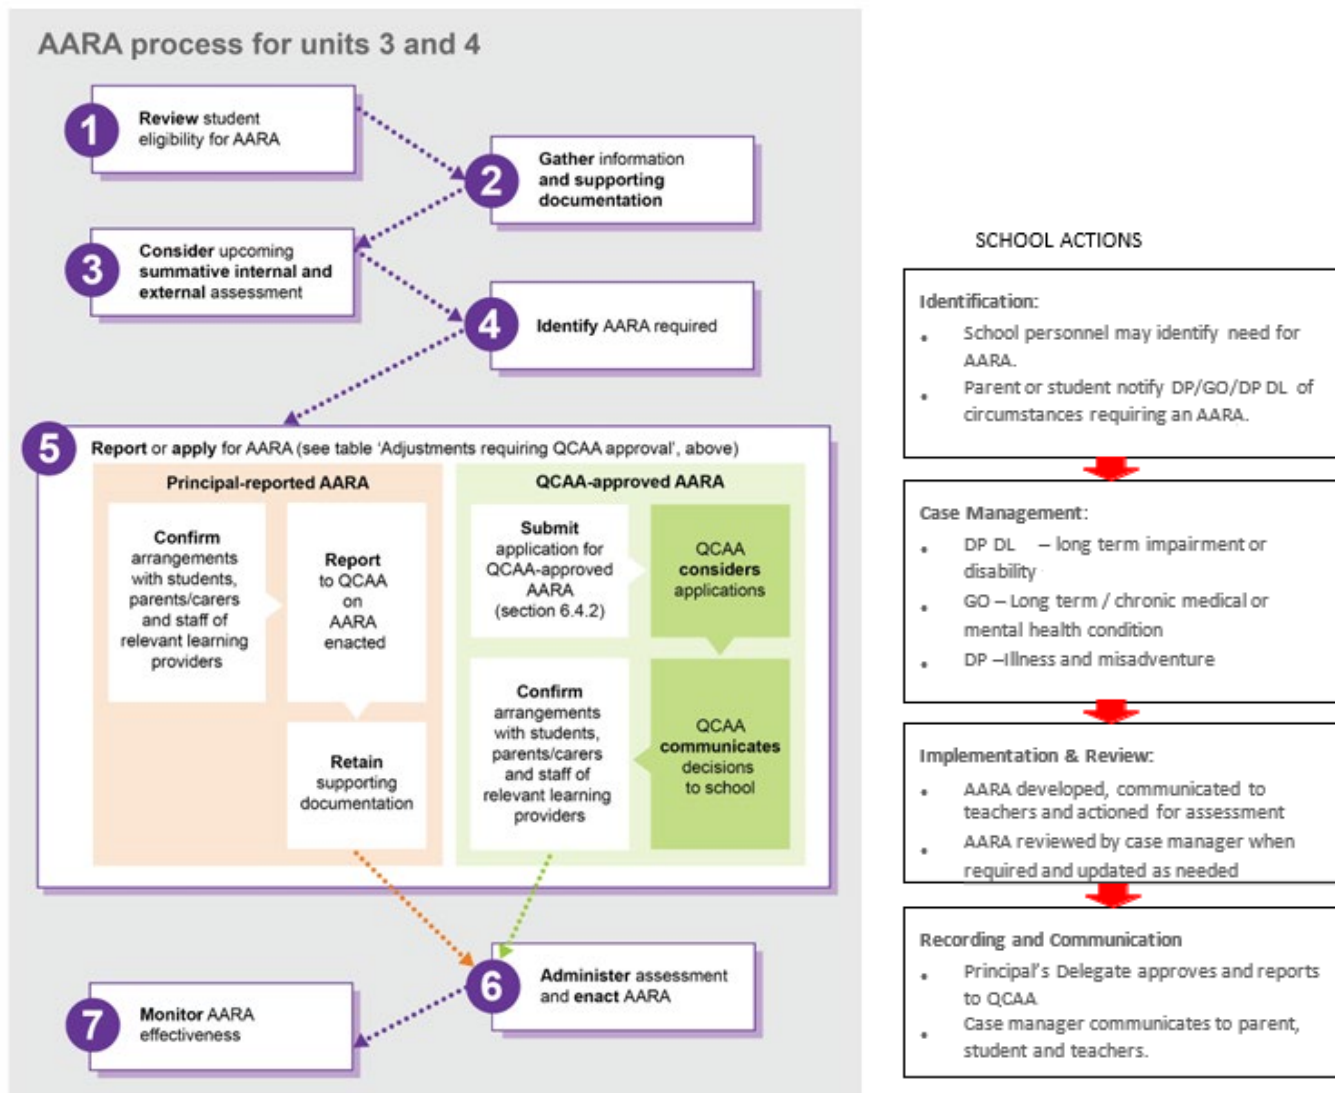 AARA process for units 3 and 4
1
Review student
eligibility for AARA
2
Gather information
and supporting
documentation
3
Consider upcoming
summative internal and
external assessment
4
Identify AARA required
5
Report or apply for AARA (see table ‘Adjustments requiring QCAA approval’, above)
Principal-reported AARA
Confirm
arrangements
with students,
parents/carers
and staff of
relevant learning
providers
Report
to QCAA
on
AARA
enacted
Retain
supporting
documentation
QCAA-approved AARA
Submit
application for
QCAA-approved
AARA
(section 6.4.2)
QCAA
considers
applications
QCAA
communicates
decisions
to school
Confirm
arrangements
with students,
parents/carers
and staff of
relevant learning
providers
6
Administer assessment
and enact AARA
7
Monitor AARA
effectiveness
SCHOOL ACTIONS
Identification:
• School personnel may identify need for
AARA.
• Parent or student notify DP/GO/DP DL of
circumstances requiring an AARA.
Case Management:
• DP DL – long term impairment or
disability
• GO – Long term / chronic medical or
mental health condition
• DP –Illness and misadventure
Implementation & Review:
• AARA developed, communicated to
teachers and actioned for assessment
• AARA reviewed by case manager when
required and updated as needed
Recording and Communication
• Principal’s Delegate approves and reports
to QCAA
• Case manager communicates to parent,
student and teachers.